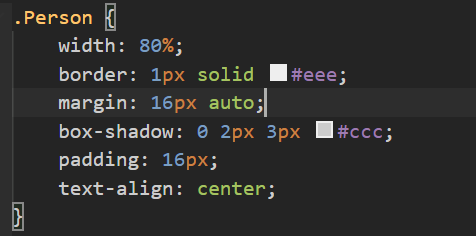 .Person {
    width: 80%;
    border: 1px solid #eee;
    margin: 16px auto;
    box-shadow: 0 2px 3px #ccc;
    padding: 16px;
    text-align: center;
}